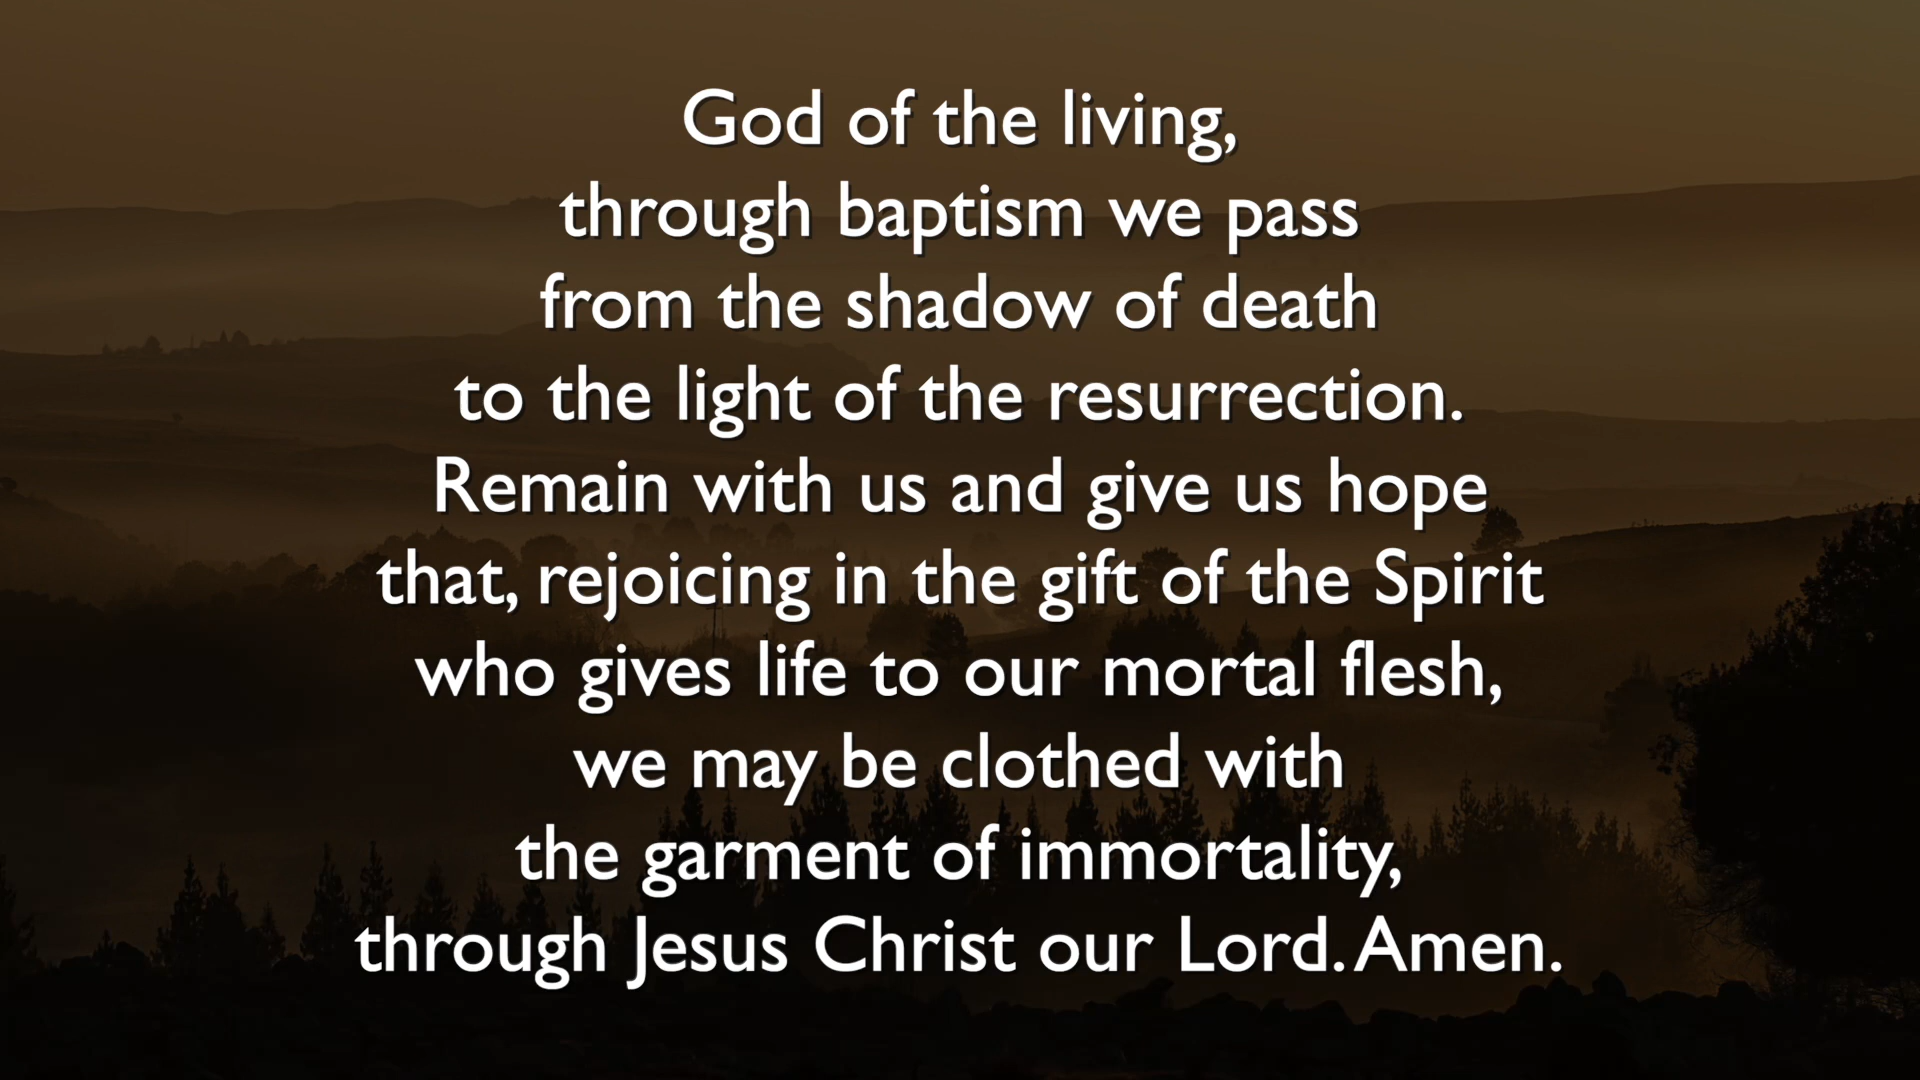 God of the living,
through baptism we pass
from the shadow of death
to the light of the resurrection.
Remain with us and give us hope
that, rejoicing in the gift of the Spirit
who gives life to our mortal flesh,
we may be clothed with
the garment of immortality,
through Jesus Christ our Lord. Amen.